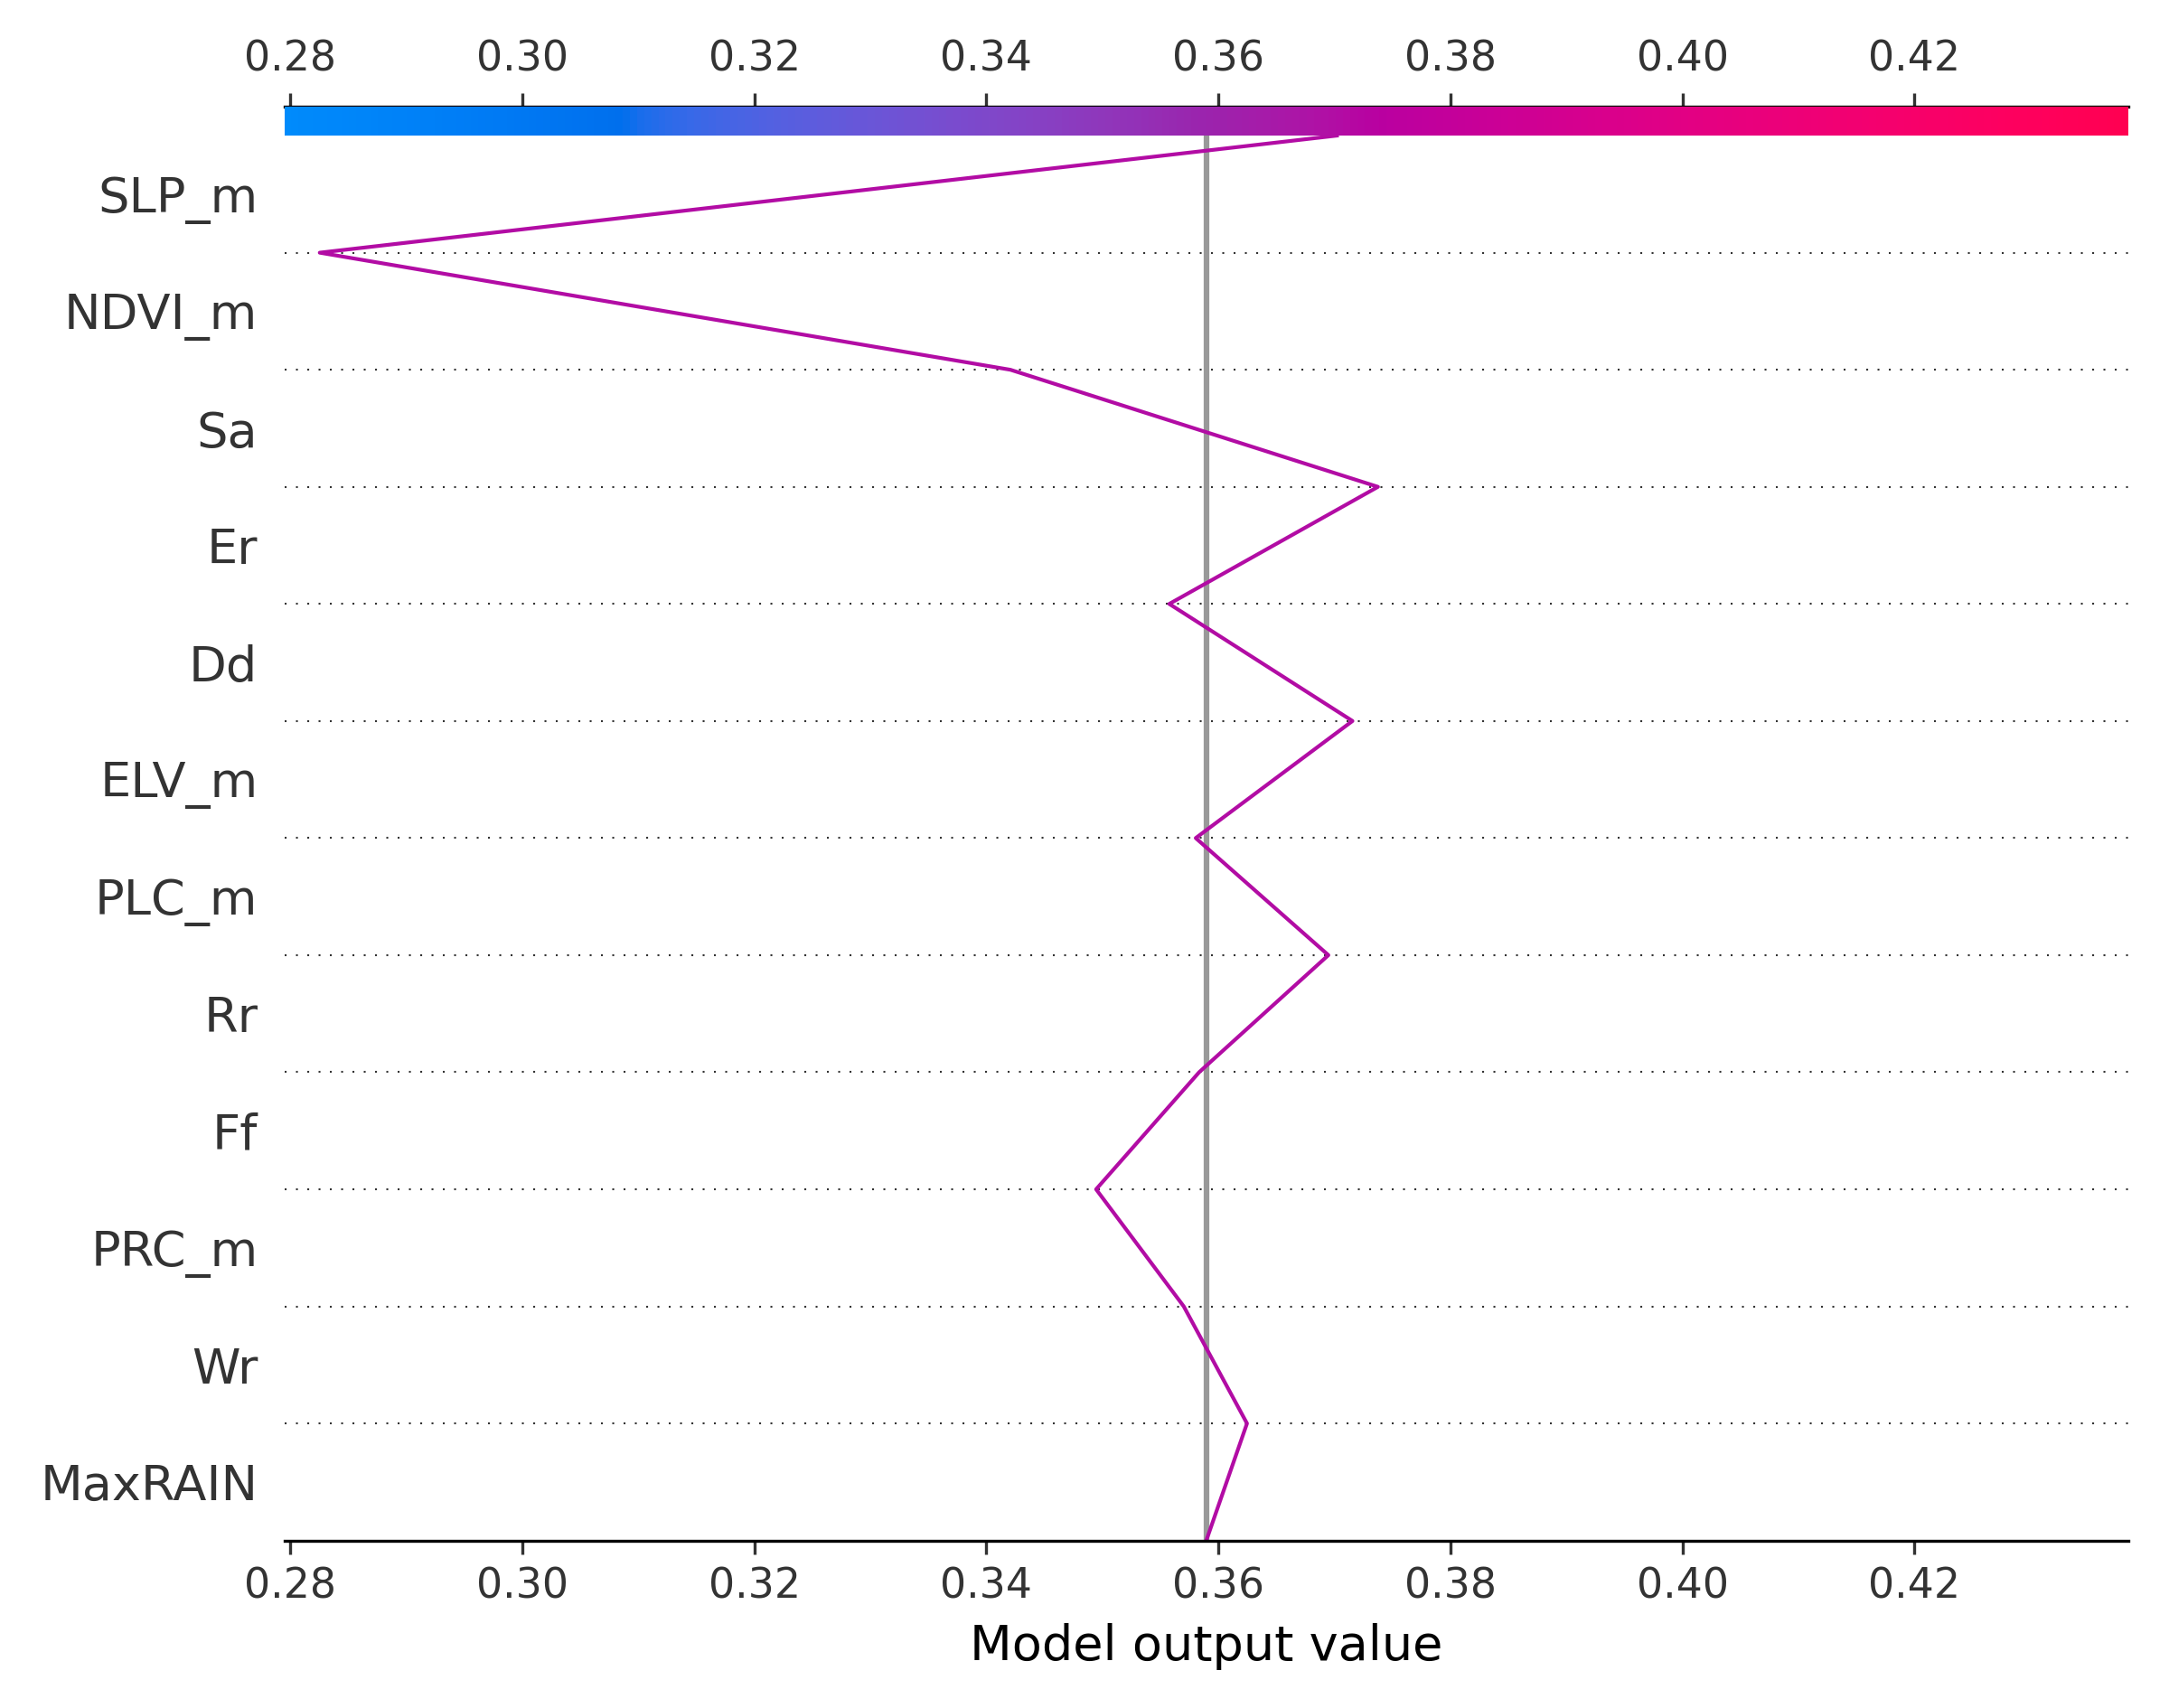 0.28 0.30 0.32 0.34 0.36 0.38 0.40 0.42
SLP_m
NDVI_m
Sa
Er
Dd
ELV_m
PLC_m
Rr
Ff
PRC_m
Wr
MaxRAIN
0.28 0.30 0.32 0.34 0.36 0.38 0.40 0.42
Model output value